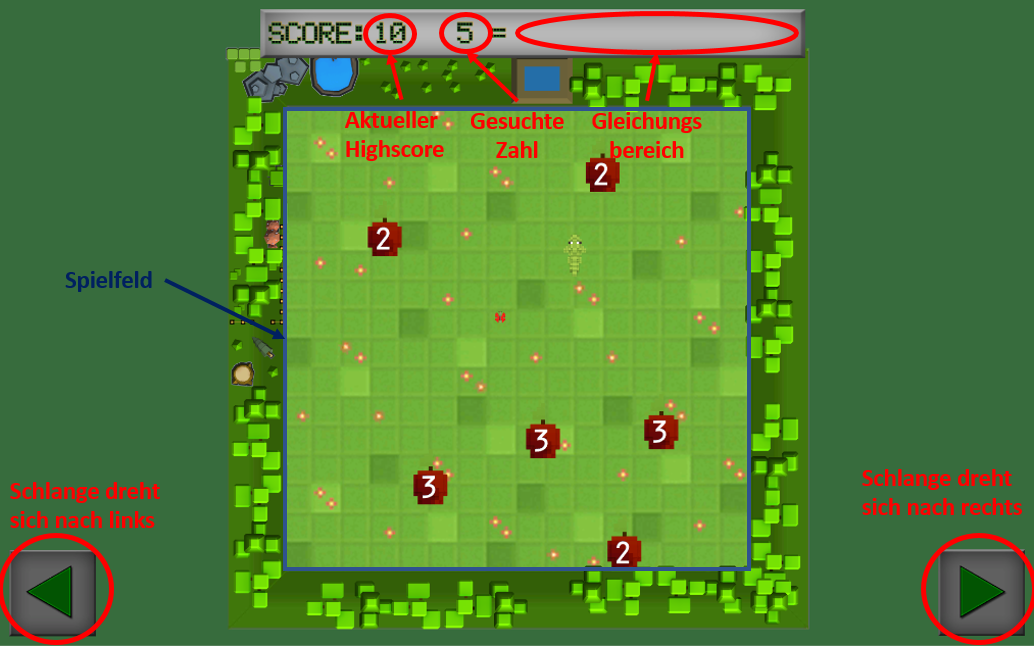 SCORE:10 5 =
Aktueller
Highscore
Gesuchte
Zahl
Gleichungs
bereich
2
2
Spielfeld
3
3
3
2
Schlange dreht
sich nach links
Schlange dreht
sich nach rechts